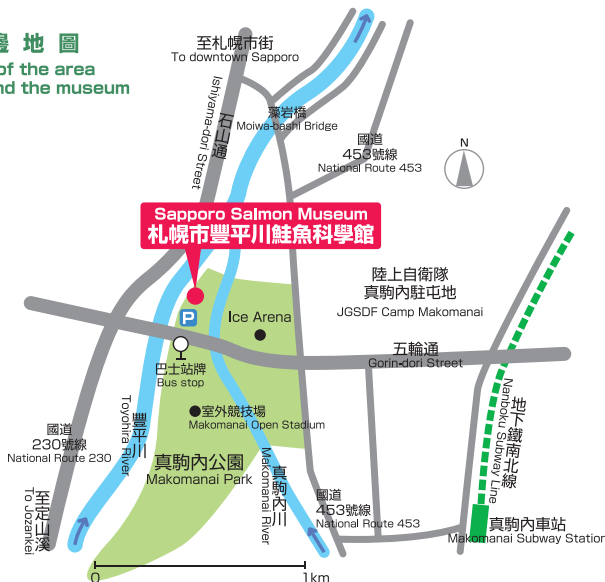 邊地圖
of the area
nd the museum
至札幌市街
To downtown Sapporo
石山通
Ishiyama-dori Street
藻岩橋
Moiwa-bashi Bridge
國道
453號線
National Route 453
N
Sapporo Salmon Museum
札幌市豐平川鮭魚科學館
陸上自衛隊
真駒內駐屯地
JGSDF Camp Makomanai
P
Ice Arena
五輪通
Gorin-dori Street
巴士站牌
Bus stop
室外競技場
Makomanai Open Stadium
豐平川
Toyohira River
國道
230號線
National Route 230
真駒內公園
Makomanai Park
真駒內川
Makomanai River
地下鐵南北線
Nanboku Subway Line
至定山溪
To Jozankei
國道
453號線
National Route 453
真駒內車站
Makomanai Subway Station
0
1km